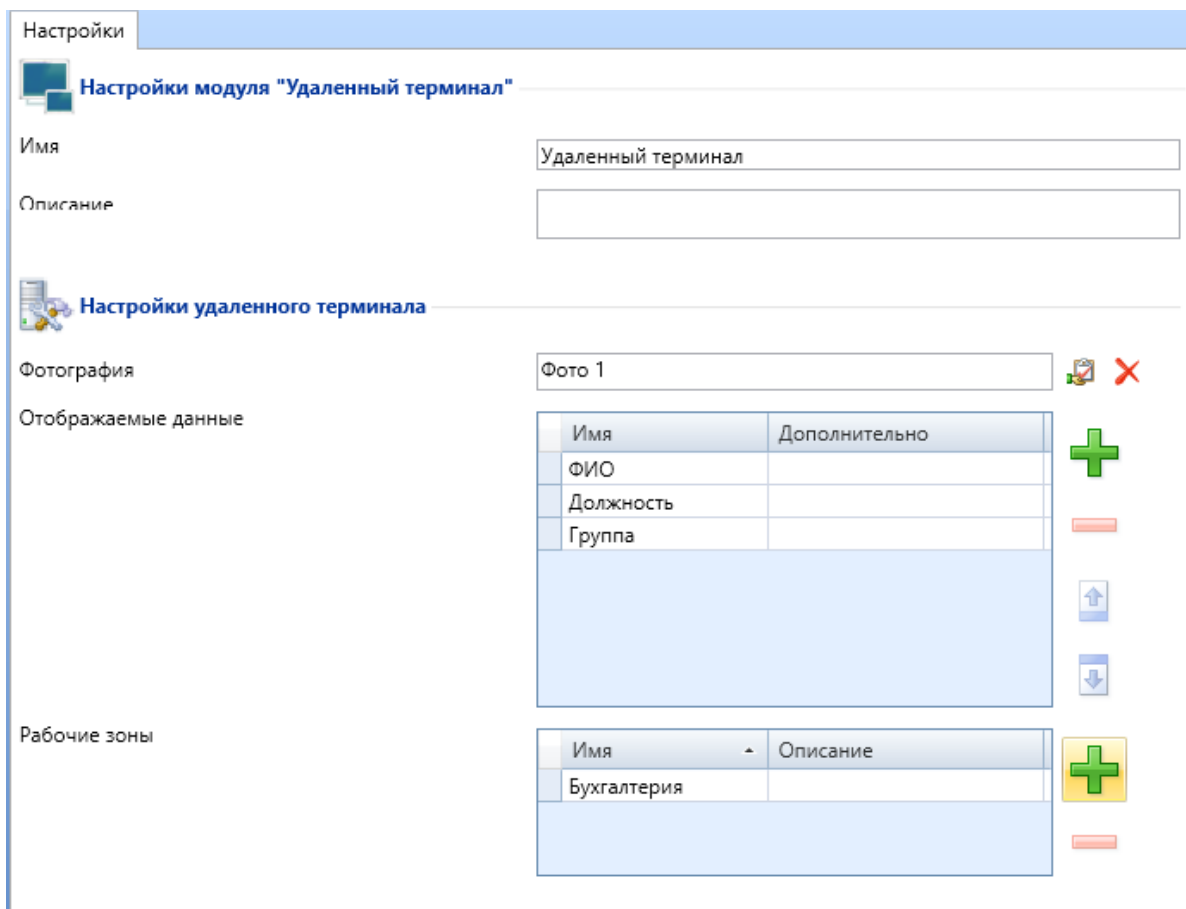 Настройки
Настройки модуля "Удаленный терминал"
Имя
Удаленный терминал
Описание
Настройки удаленного терминала
Фотография
Фото 1
Отображаемые данные
Имя Дополнительно
ФИО
Должность
Группа
Рабочие зоны
Имя Описание
Бухгалтерия